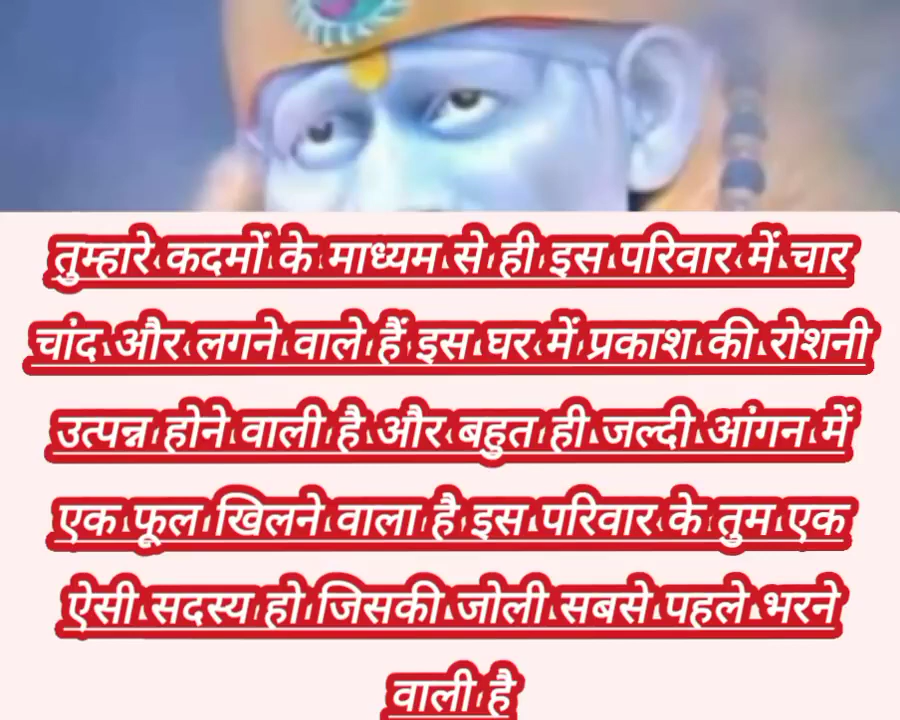 तुम्हारे कदमों के माध्यम से ही इस परिवार में चार
चांद और लगने वाले हैं इस घर में प्रकाश की रोशनी
उत्पन्न होने वाली है और बहुत ही जल्दी आंगन में
एक फूल खिलने वाला है इस परिवार के तुम एक
ऐसी सदस्य हो जिसकी जोली सबसे पहले भरने
वाली है